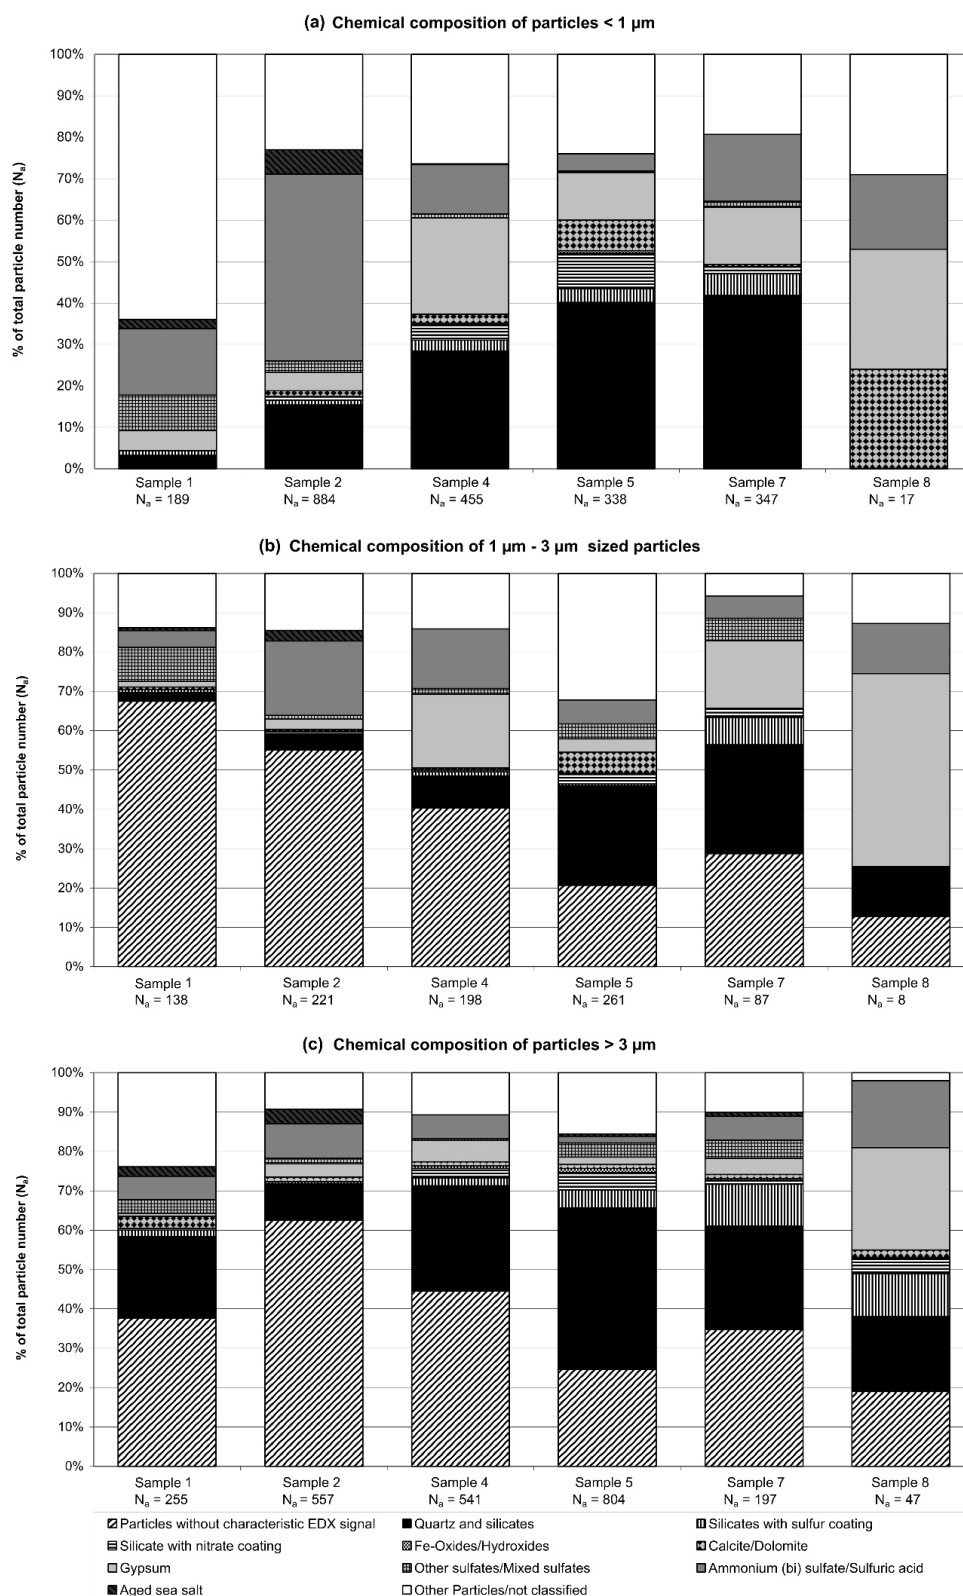 (a) Chemical composition of particles < 1 µm
100%
90%
80%
70%
60%
50%
40%
30%
20%
10%
0%
% of total particle number (Nₐ)
Sample 1 Sample 2 Sample 4 Sample 5 Sample 7 Sample 8
Nₐ = 189 Nₐ = 884 Nₐ = 455 Nₐ = 338 Nₐ = 347 Nₐ = 17
(b) Chemical composition of 1 µm - 3 µm sized particles
100%
90%
80%
70%
60%
50%
40%
30%
20%
10%
0%
% of total particle number (Nₐ)
Sample 1 Sample 2 Sample 4 Sample 5 Sample 7 Sample 8
Nₐ = 138 Nₐ = 221 Nₐ = 198 Nₐ = 261 Nₐ = 87 Nₐ = 8
(c) Chemical composition of particles > 3 µm
100%
90%
80%
70%
60%
50%
40%
30%
20%
10%
0%
% of total particle number (Nₐ)
Sample 1 Sample 2 Sample 4 Sample 5 Sample 7 Sample 8
Nₐ = 255 Nₐ = 557 Nₐ = 541 Nₐ = 804 Nₐ = 197 Nₐ = 47
Particles without characteristic EDX signal Quartz and silicates Silicates with sulfur coating
Silicate with nitrate coating Fe-Oxides/Hydroxides Calcite/Dolomite
Gypsum Other sulfates/Mixed sulfates Ammonium (bi) sulfate/Sulfuric acid
Aged sea salt Other Particles/not classified